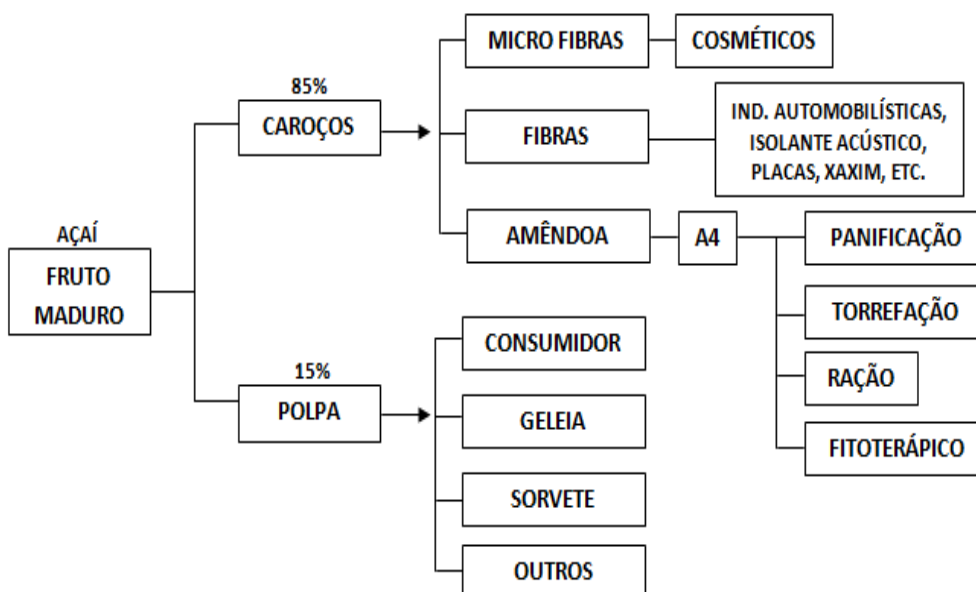 AÇAÍ
FRUTO
MADURO
85%
CAROÇOS
MICRO FIBRAS
COSMÉTICOS
FIBRAS
IND. AUTOMOBILÍSTICAS,
ISOLANTE ACÚSTICO,
PLACAS, XAXIM, ETC.
AMÊNDOA
A4
PANIFICAÇÃO
TORREFAÇÃO
RAÇÃO
FITOTERÁPICO
15%
POLPA
CONSUMIDOR
GELEIA
SORVETE
OUTROS